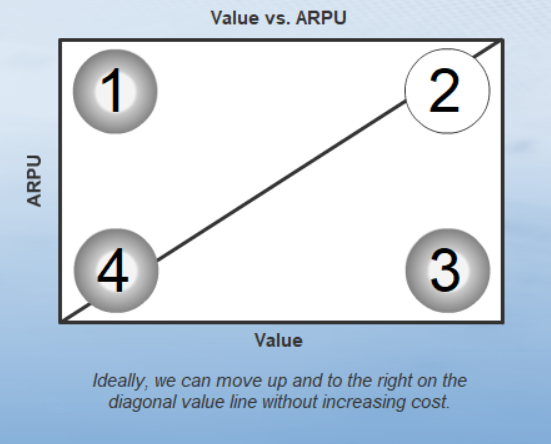 Value vs. ARPU
1
2
ARPU
4
3
Value
Ideally, we can move up and to the right on the
diagonal value line without increasing cost.